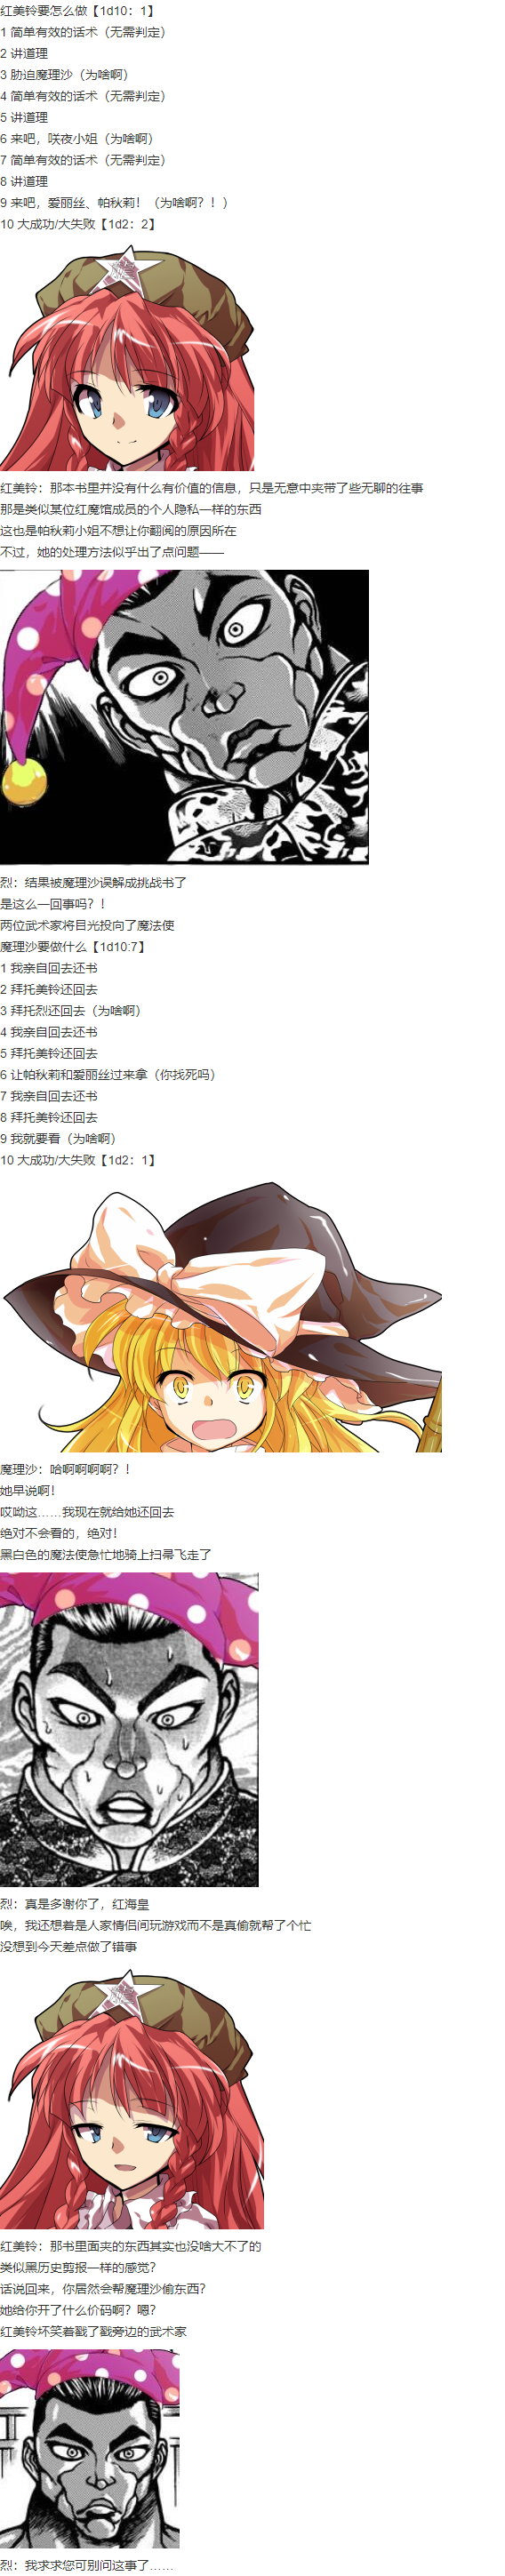 红美铃要怎么做【1d10：1】
1 简单有效的话术（无需判定）
2 讲道理
3 胁迫魔理沙（为啥啊）
4 简单有效的话术（无需判定）
5 讲道理
6 来吧，咲夜小姐（为啥啊）
7 简单有效的话术（无需判定）
8 讲道理
9 来吧，爱丽丝、帕秋莉！（为啥啊？！）
10 大成功/大失败【1d2：2】
红美铃：那本书里并没有什么有价值的信息，只是无意中夹带了些无聊的往事
那是类似某位红魔馆成员的个人隐私一样的东西
这也是帕秋莉小姐不想让你翻阅的原因所在
不过，她的处理方法似乎出了点问题——
烈：结果被魔理沙误解成挑战书了
是这么一回事吗？！
两位武术家将目光投向了魔法使
魔理沙要做什么【1d10:7】
1 我亲自回去还书
2 拜托美铃还回去
3 拜托烈还回去（为啥啊）
4 我亲自回去还书
5 拜托美铃还回去
6 让帕秋莉和爱丽丝过来拿（你找死吗）
7 我亲自回去还书
8 拜托美铃还回去
9 我就要看（为啥啊）
10 大成功/大失败【1d2：1】
魔理沙：哈啊啊啊啊？！
她早说啊！
哎呦这……我现在就给她还回去
绝对不会看的，绝对！
黑白色的魔法使急忙地骑上扫帚飞走了
烈：真是多谢你了，红海皇
唉，我还想着是人家情侣间玩游戏而不是真偷就帮了个忙
没想到今天差点做了错事
红美铃：那书里面夹的东西其实也没啥大不了的
类似黑历史剪报一样的感觉？
话说回来，你居然会帮魔理沙偷东西？
她给你开了什么价码啊？嗯？
红美铃坏笑着戳了戳旁边的武术家
烈：我求求您可别问这事了……